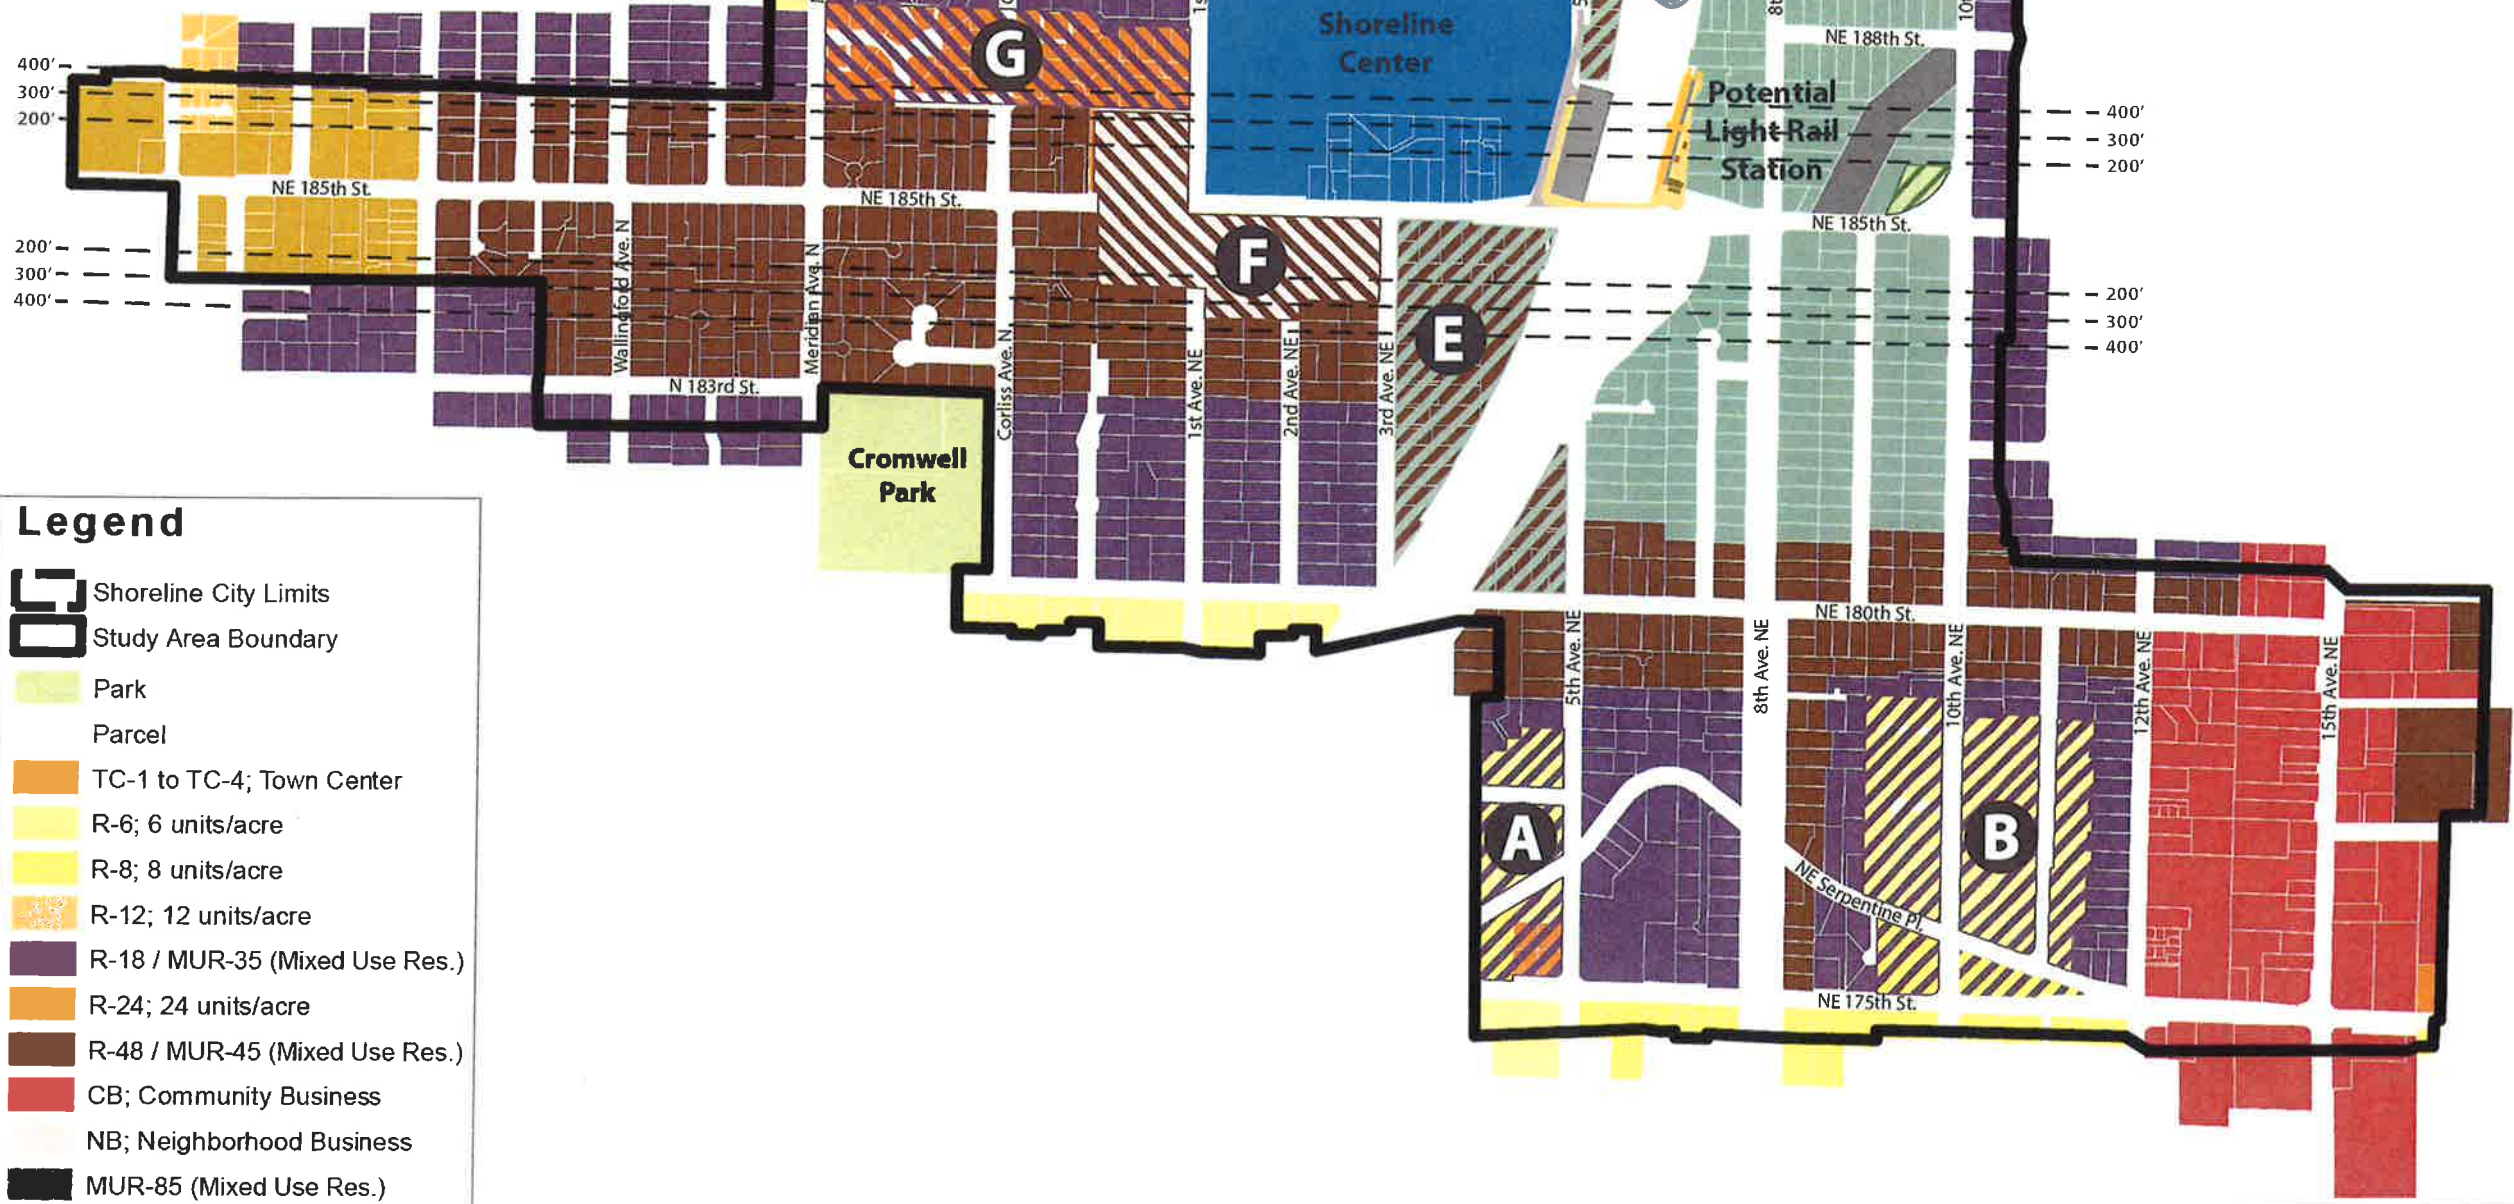 G
Shoreline
Center
NE 188th St.
400'
300'
200'
Potential
Light Rail
Station
400'
300'
200'
NE 185th St.
NE 185th St.
NE 185th St.
200'
300'
400'
Wallingford Ave. N
Meridian Ave. N
F
E
200'
300'
400'
N 183rd St.
Corliss Ave. N
1st Ave. NE
2nd Ave. NE
3rd Ave. NE
Cromwell
Park
NE 180th St.
5th Ave. NE
8th Ave. NE
10th Ave. NE
12th Ave. NE
15th Ave. NE
A
B
NE Serpentine Pl.
NE 175th St.
Legend
Shoreline City Limits
Study Area Boundary
Park
Parcel
TC-1 to TC-4; Town Center
R-6; 6 units/acre
R-8; 8 units/acre
R-12; 12 units/acre
R-18 / MUR-35 (Mixed Use Res.)
R-24; 24 units/acre
R-48 / MUR-45 (Mixed Use Res.)
CB; Community Business
NB; Neighborhood Business
MUR-85 (Mixed Use Res.)